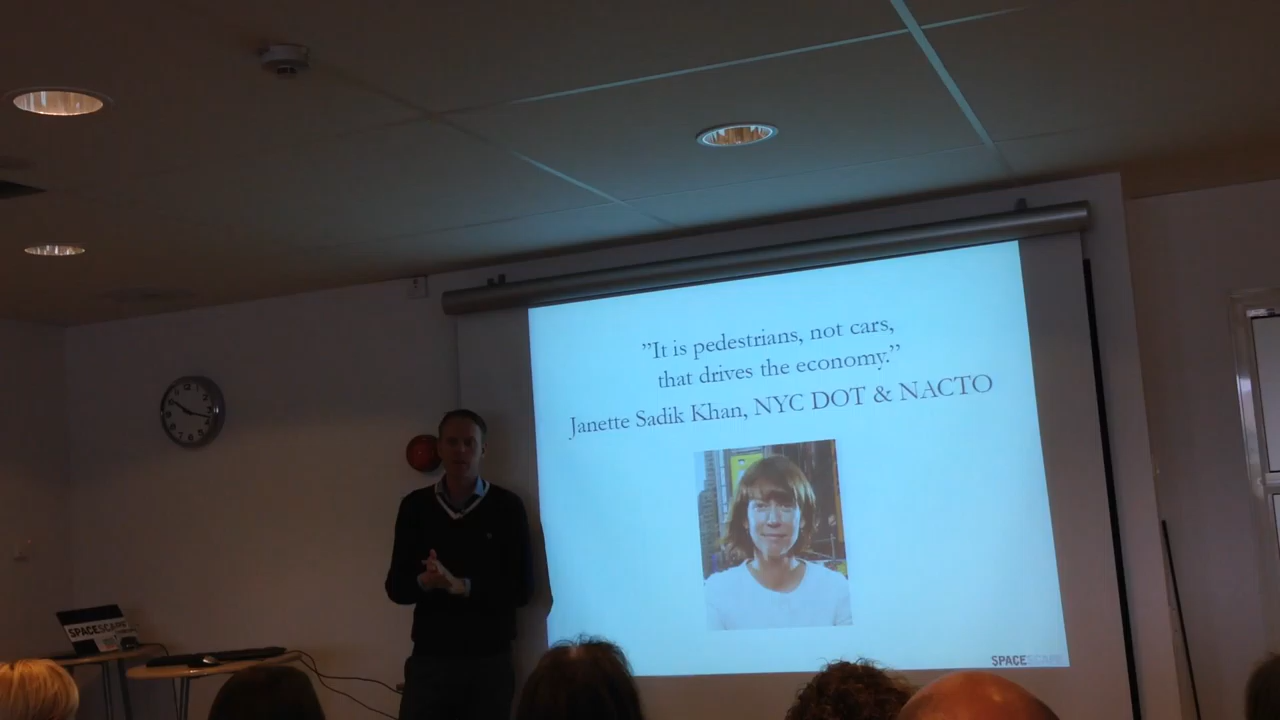 ”It is pedestrians, not cars,
that drives the economy.”
Janette Sadik Khan, NYC DOT & NACTO
SPACESCAPE
SPACESCAPE